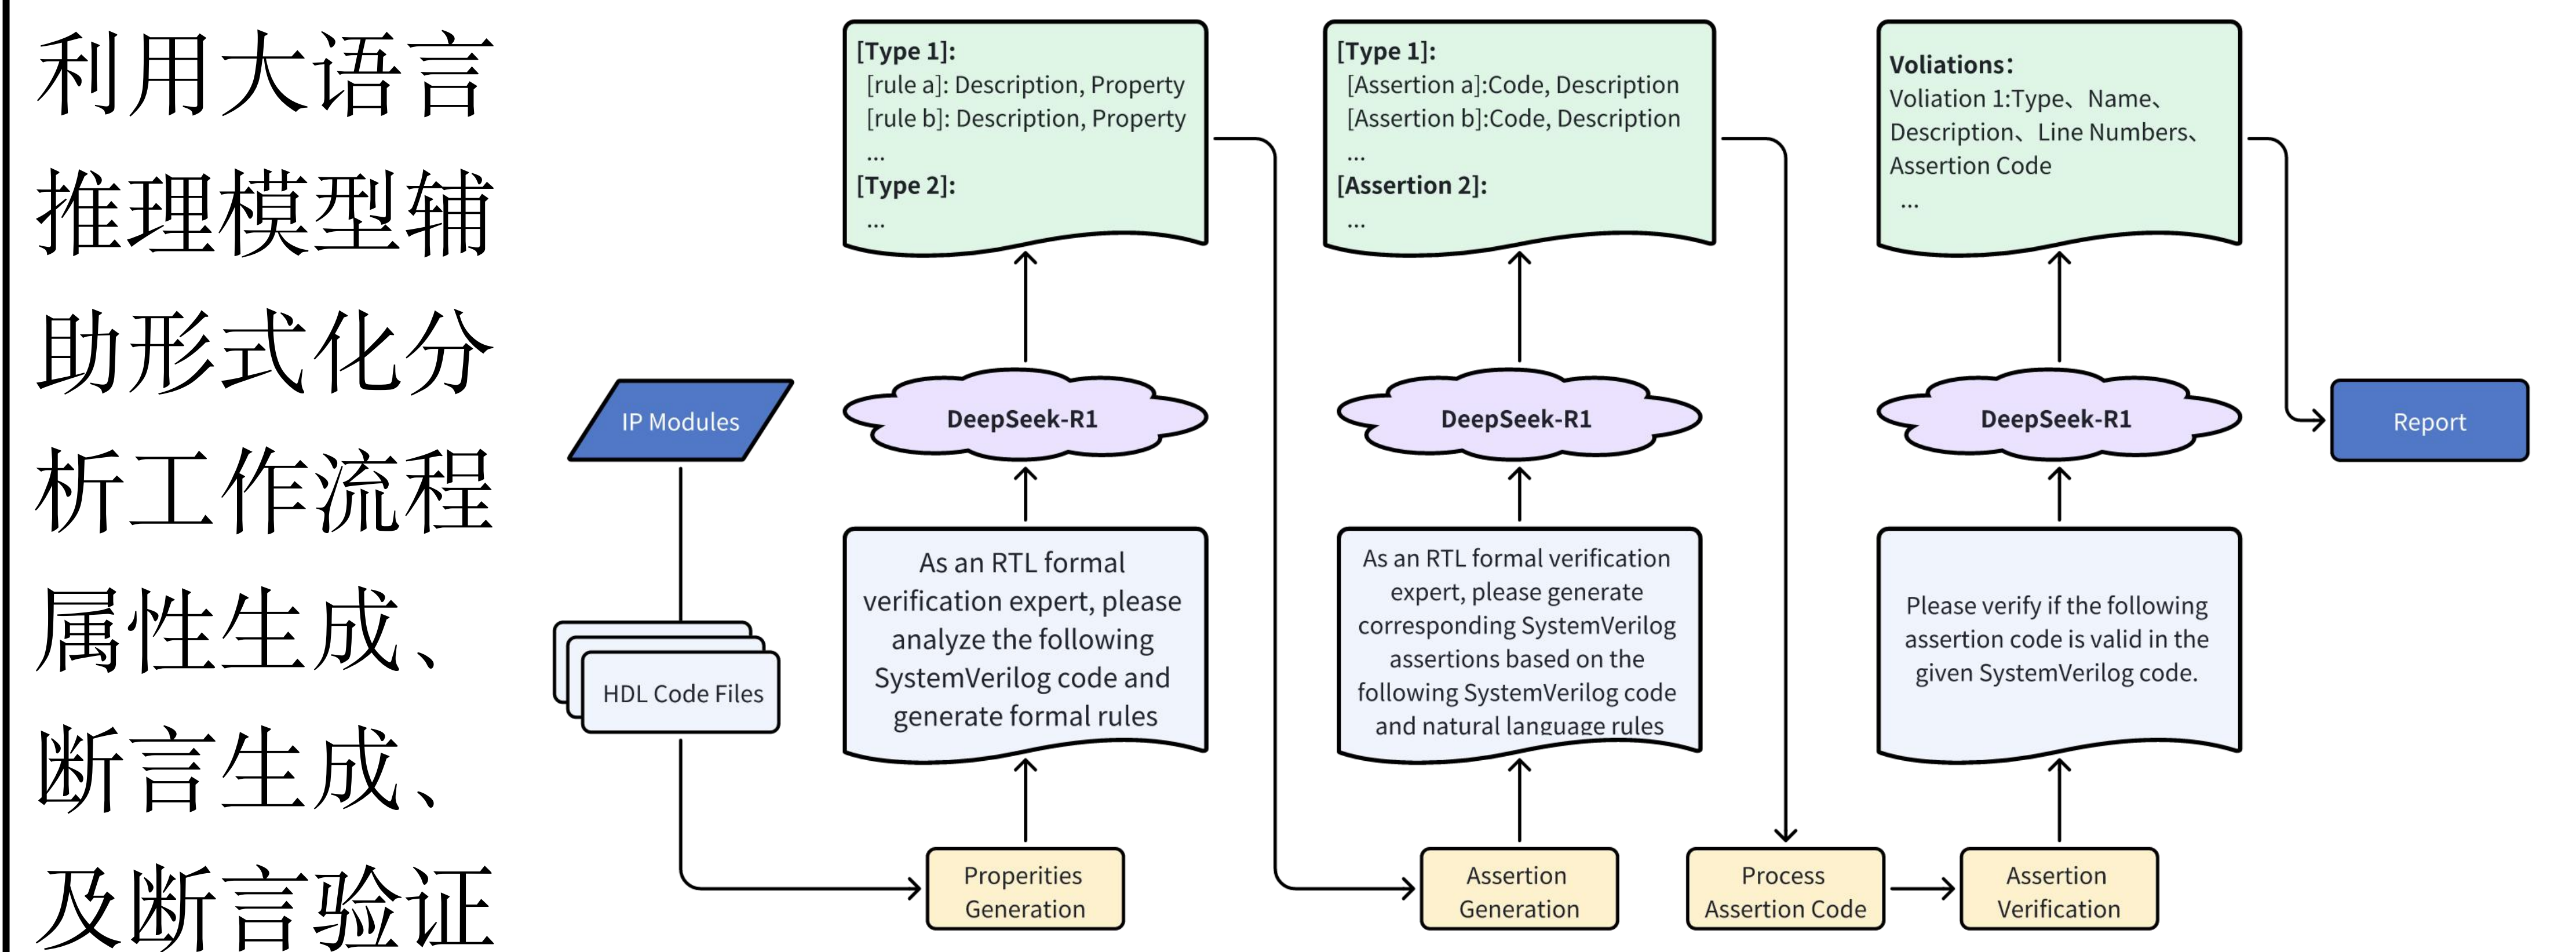 利用大语言
推理模型辅
助形式化分
析工作流程
属性生成、
断言生成、
及断言验证
IP Modules
HDL Code Files
[Type 1]:
[rule a]: Description, Property
[rule b]: Description, Property
...
[Type 2]:
...
DeepSeek-R1
As an RTL formal
verification expert, please
analyze the following
SystemVerilog code and
generate formal rules
Properities
Generation
[Type 1]:
[Assertion a]:Code, Description
[Assertion b]:Code, Description
...
[Assertion 2]:
...
DeepSeek-R1
As an RTL formal verification
expert, please generate
corresponding SystemVerilog
assertions based on the
following SystemVerilog code
and natural language rules
Assertion
Generation
Process
Assertion Code
Voliations：
Voliation 1:Type、Name、
Description、Line Numbers、
Assertion Code
...
DeepSeek-R1
Please verify if the following
assertion code is valid in the
given SystemVerilog code.
Assertion
Verification
Report